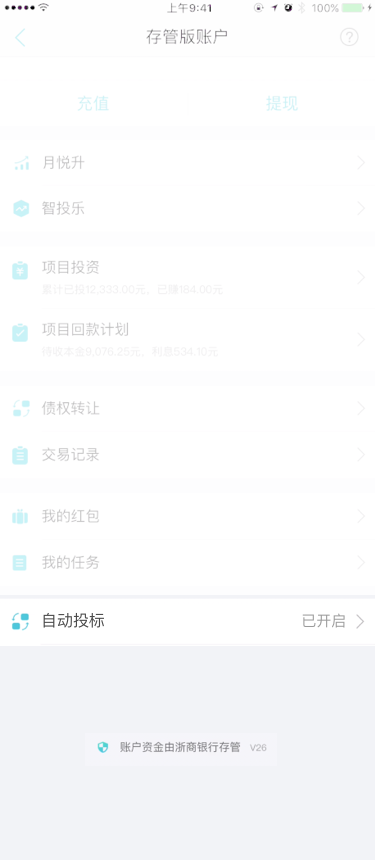 上午9:41
100%
存管版账户
充值
提现
月悦升
智投乐
项目投资
累计已投12,333.00元，已赚184.00元
项目回款计划
待收本金9,076.25元，利息534.10元
债权转让
交易记录
我的红包
我的任务
自动投标 已开启
账户资金由浙商银行存管 V26